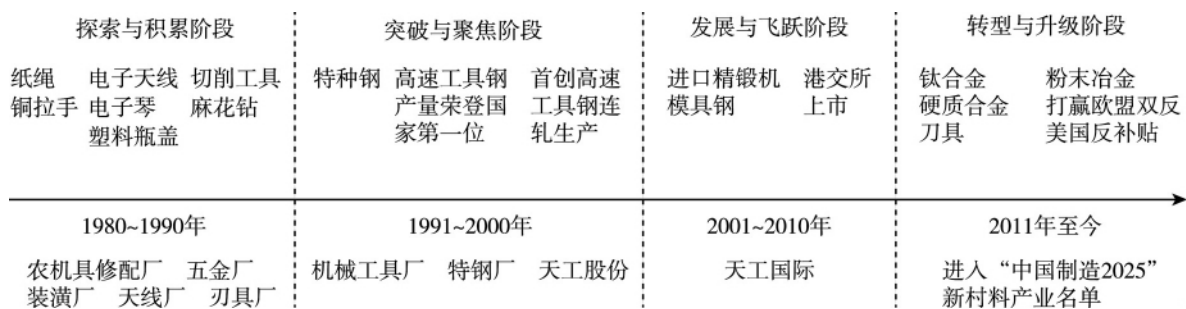 探索与积累阶段
突破与聚焦阶段
发展与飞跃阶段
转型与升级阶段
纸绳 电子天线 切削工具
铜拉手 电子琴 麻花钻
塑料瓶盖
特种钢 高速工具钢 首创高速
产量荣登国 工具钢连
家第一位 轧生产
进口精锻机 港交所
模具钢 上市
钛合金 粉末冶金
硬质合金 打赢欧盟双反
刀具 美国反补贴
1980~1990年
1991~2000年
2001~2010年
2011年至今
农机具修配厂 五金厂
装潢厂 天线厂 刃具厂
机械工具厂 特钢厂 天工股份
天工国际
进入“中国制造2025”
新村料产业名单